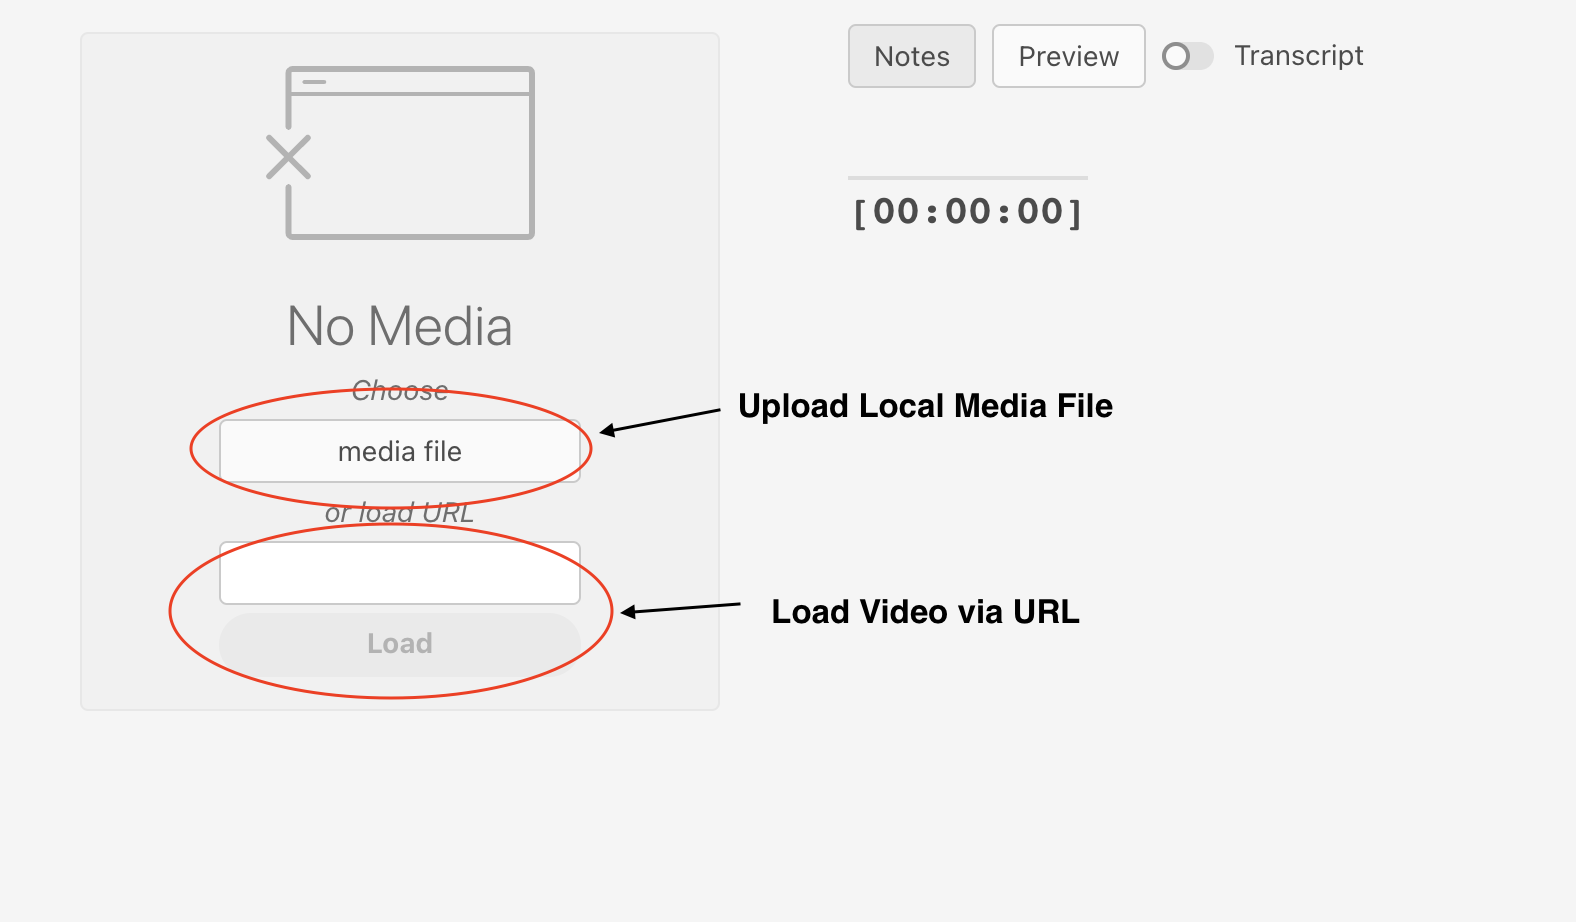 Notes
Preview
Transcript
[00:00:00]
No Media
Choose
media file
Upload Local Media File
or load URL
Load Video via URL
Load